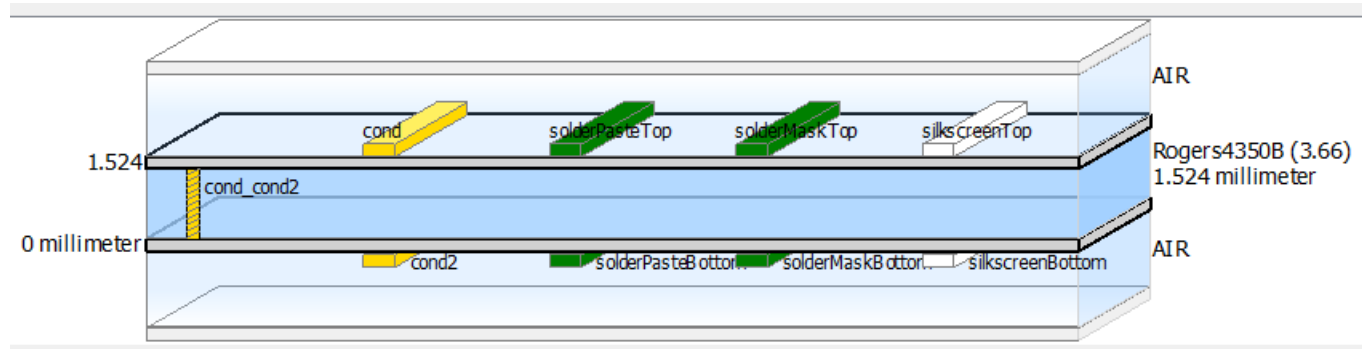 AIR
cond
solderPasteTop
solderMaskTop
silkscreenTop
1.524
Rogers4350B (3.66)
1.524 millimeter
cond_cond2
0 millimeter
AIR
cond2
solderPasteBottom
solderMaskBottom
silkscreenBottom